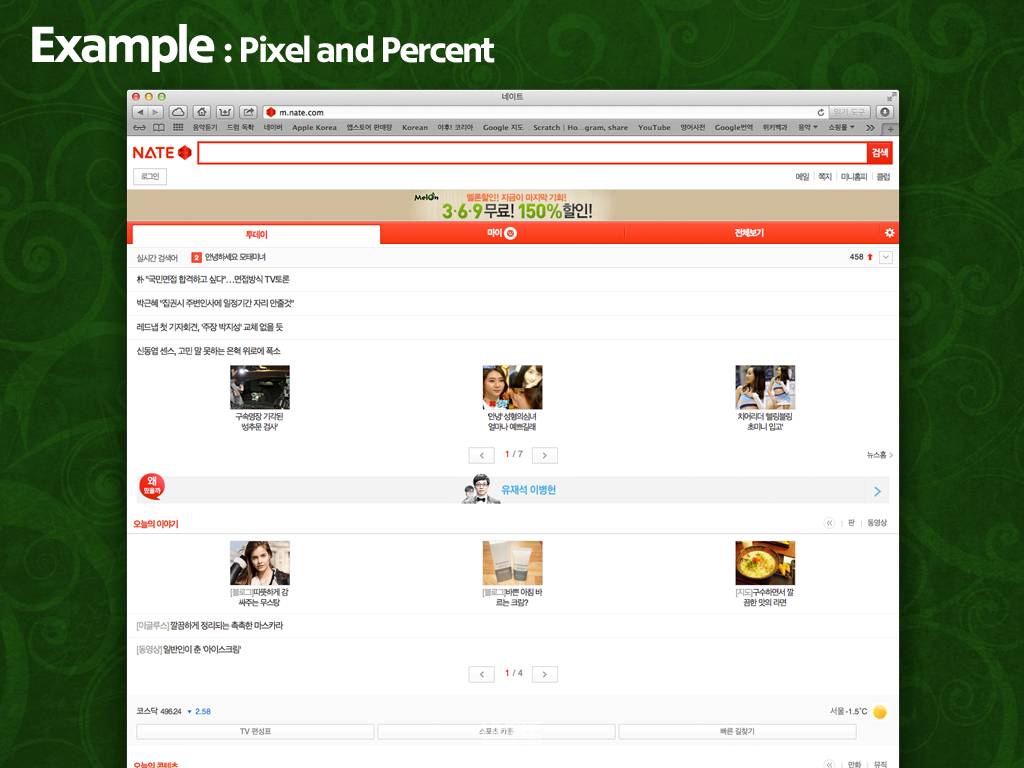 Example : Pixel and Percent
네이트
m.nate.com
읽기 도구
음악듣기 드럼 독학 네이버 Apple Korea 앱스토어 판매량 Korean 야후! 코리아 Google 지도 Scratch | Ho...gram, share YouTube 영어사전 Google번역 위키백과 음악 쇼핑몰
NATE 검색
로그인 메일 쪽지 미니홈피 클럽
Melon 멜론할인! 지금이 마지막 기회!
3·6·9무료! 150%할인!
투데이 마이 전체보기
실시간 검색어 2 안녕하세요 모태미녀 458
朴 "국민면접 합격하고 싶다"…면접방식 TV토론
박근혜 "집권시 주변인사에 일정기간 자리 안줄것"
레드냅 첫 기자회견, '주장 박지성' 교체 없을 듯
신동엽 센스, 고민 말 못하는 은혁 위로에 폭소
구속영장 기각된
'성추문 검사'
'안녕' 성형의심녀
얼마나 예쁘길래
치어리더 탤링블링
초미니 입고'
1 / 7 뉴스홈
왜
떴을까
유재석 이병헌
오늘의 이야기 판 동영상
[블로그]따뜻하게 감
싸주는 무스탕
[블로그]바쁜 아침 바
르는 크림?
[지도]구수하면서 깔
끔한 맛의 라면
[이글루스] 깔끔하게 정리되는 촉촉한 마스카라
[동영상] 일반인이 춘 '아이스크림'
1 / 4
코스닥 496.24 2.58 서울 -1.5°C
TV 편성표 스포츠 카툰 빠른 길찾기
오늘의 콘텐츠 만화 뮤직